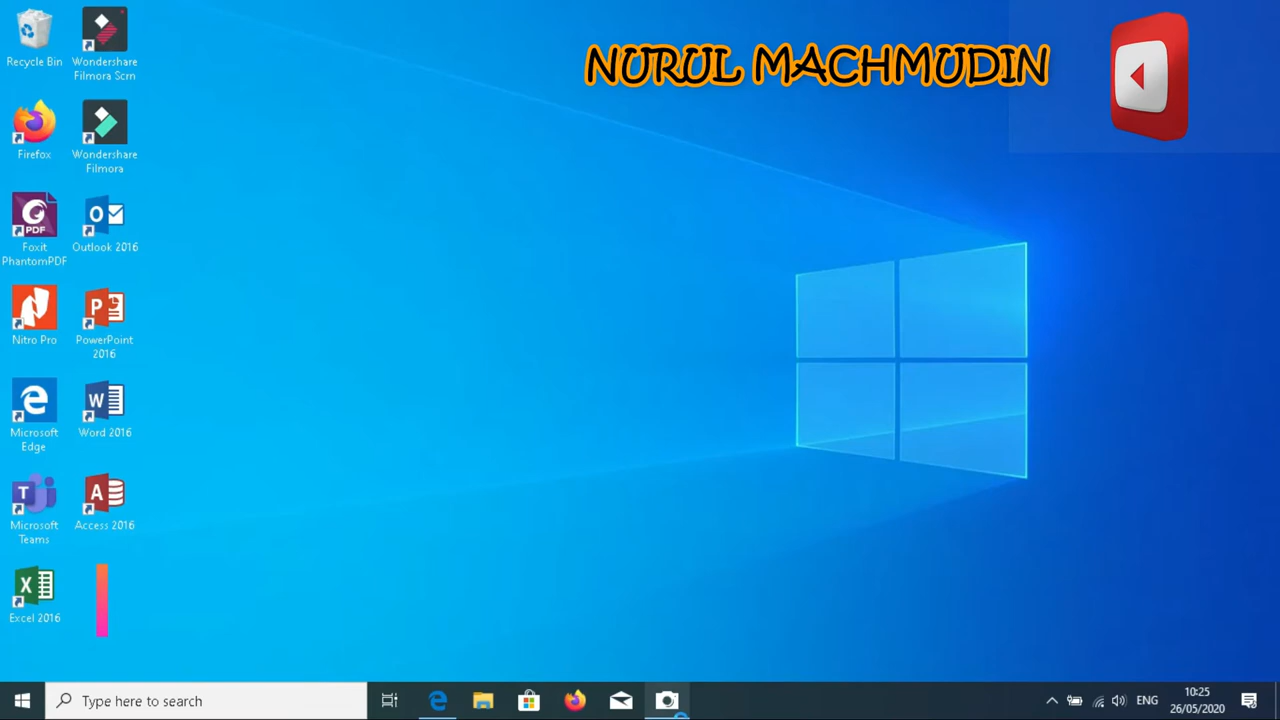 NURUL MACHMUDIN
Recycle Bin
Wondershare
Filmora Scrn
Firefox
Wondershare
Filmora
PDF
Foxit
PhantomPDF
Outlook 2016
Nitro Pro
PowerPoint
2016
Microsoft
Edge
Word 2016
Microsoft
Teams
Access 2016
Excel 2016
Type here to search
ENG
10:25
26/05/2020